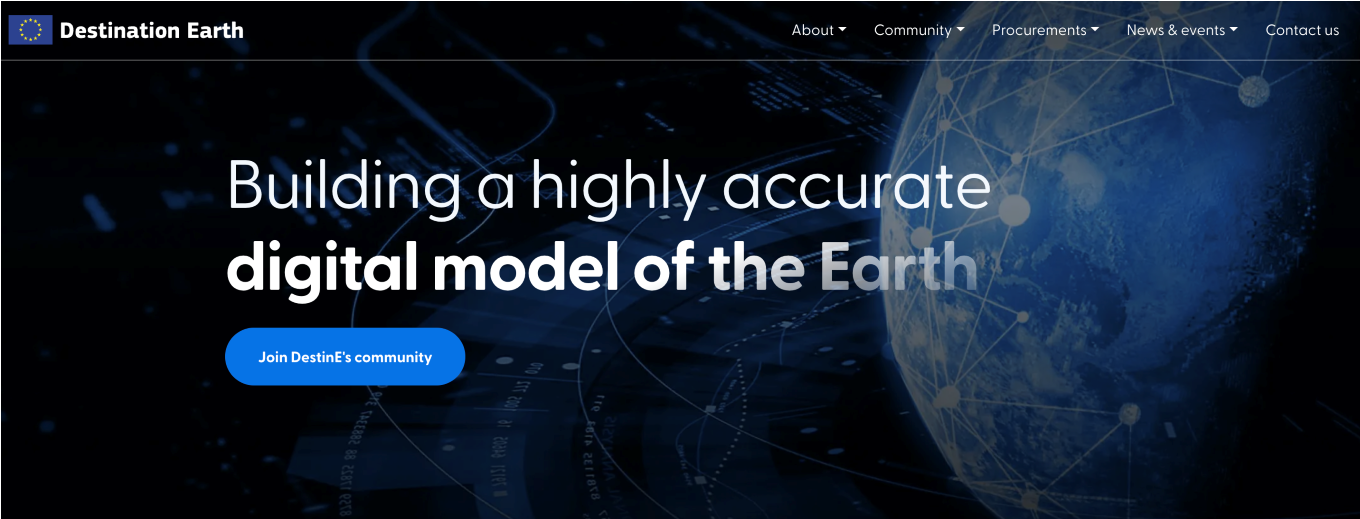 Destination Earth
About
Community
Procurements
News & events
Contact us
Building a highly accurate
digital model of the Earth
Join DestinE's community